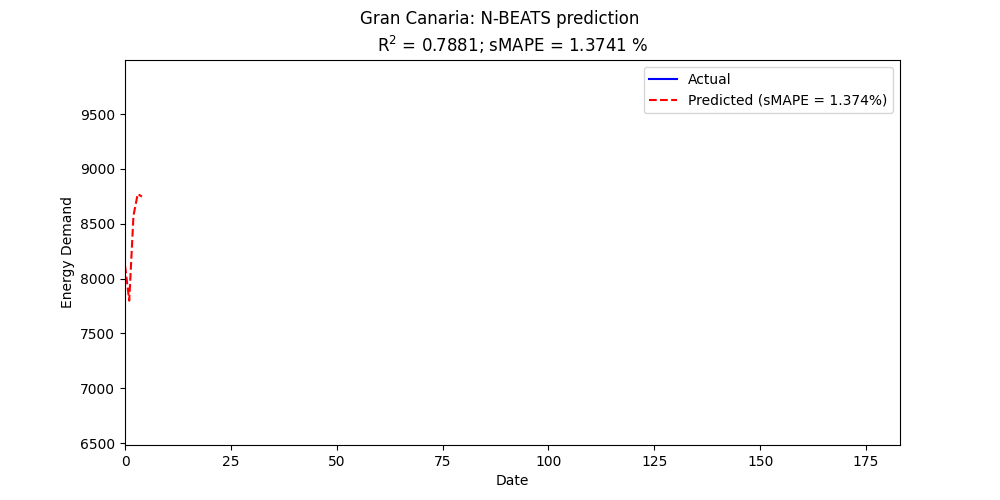 Gran Canaria: N-BEATS prediction
R² = 0.7881; sMAPE = 1.3741 %
Actual
Predicted (sMAPE = 1.374%)
Energy Demand
9500
9000
8500
8000
7500
7000
6500
0 25 50 75 100 125 150 175
Date